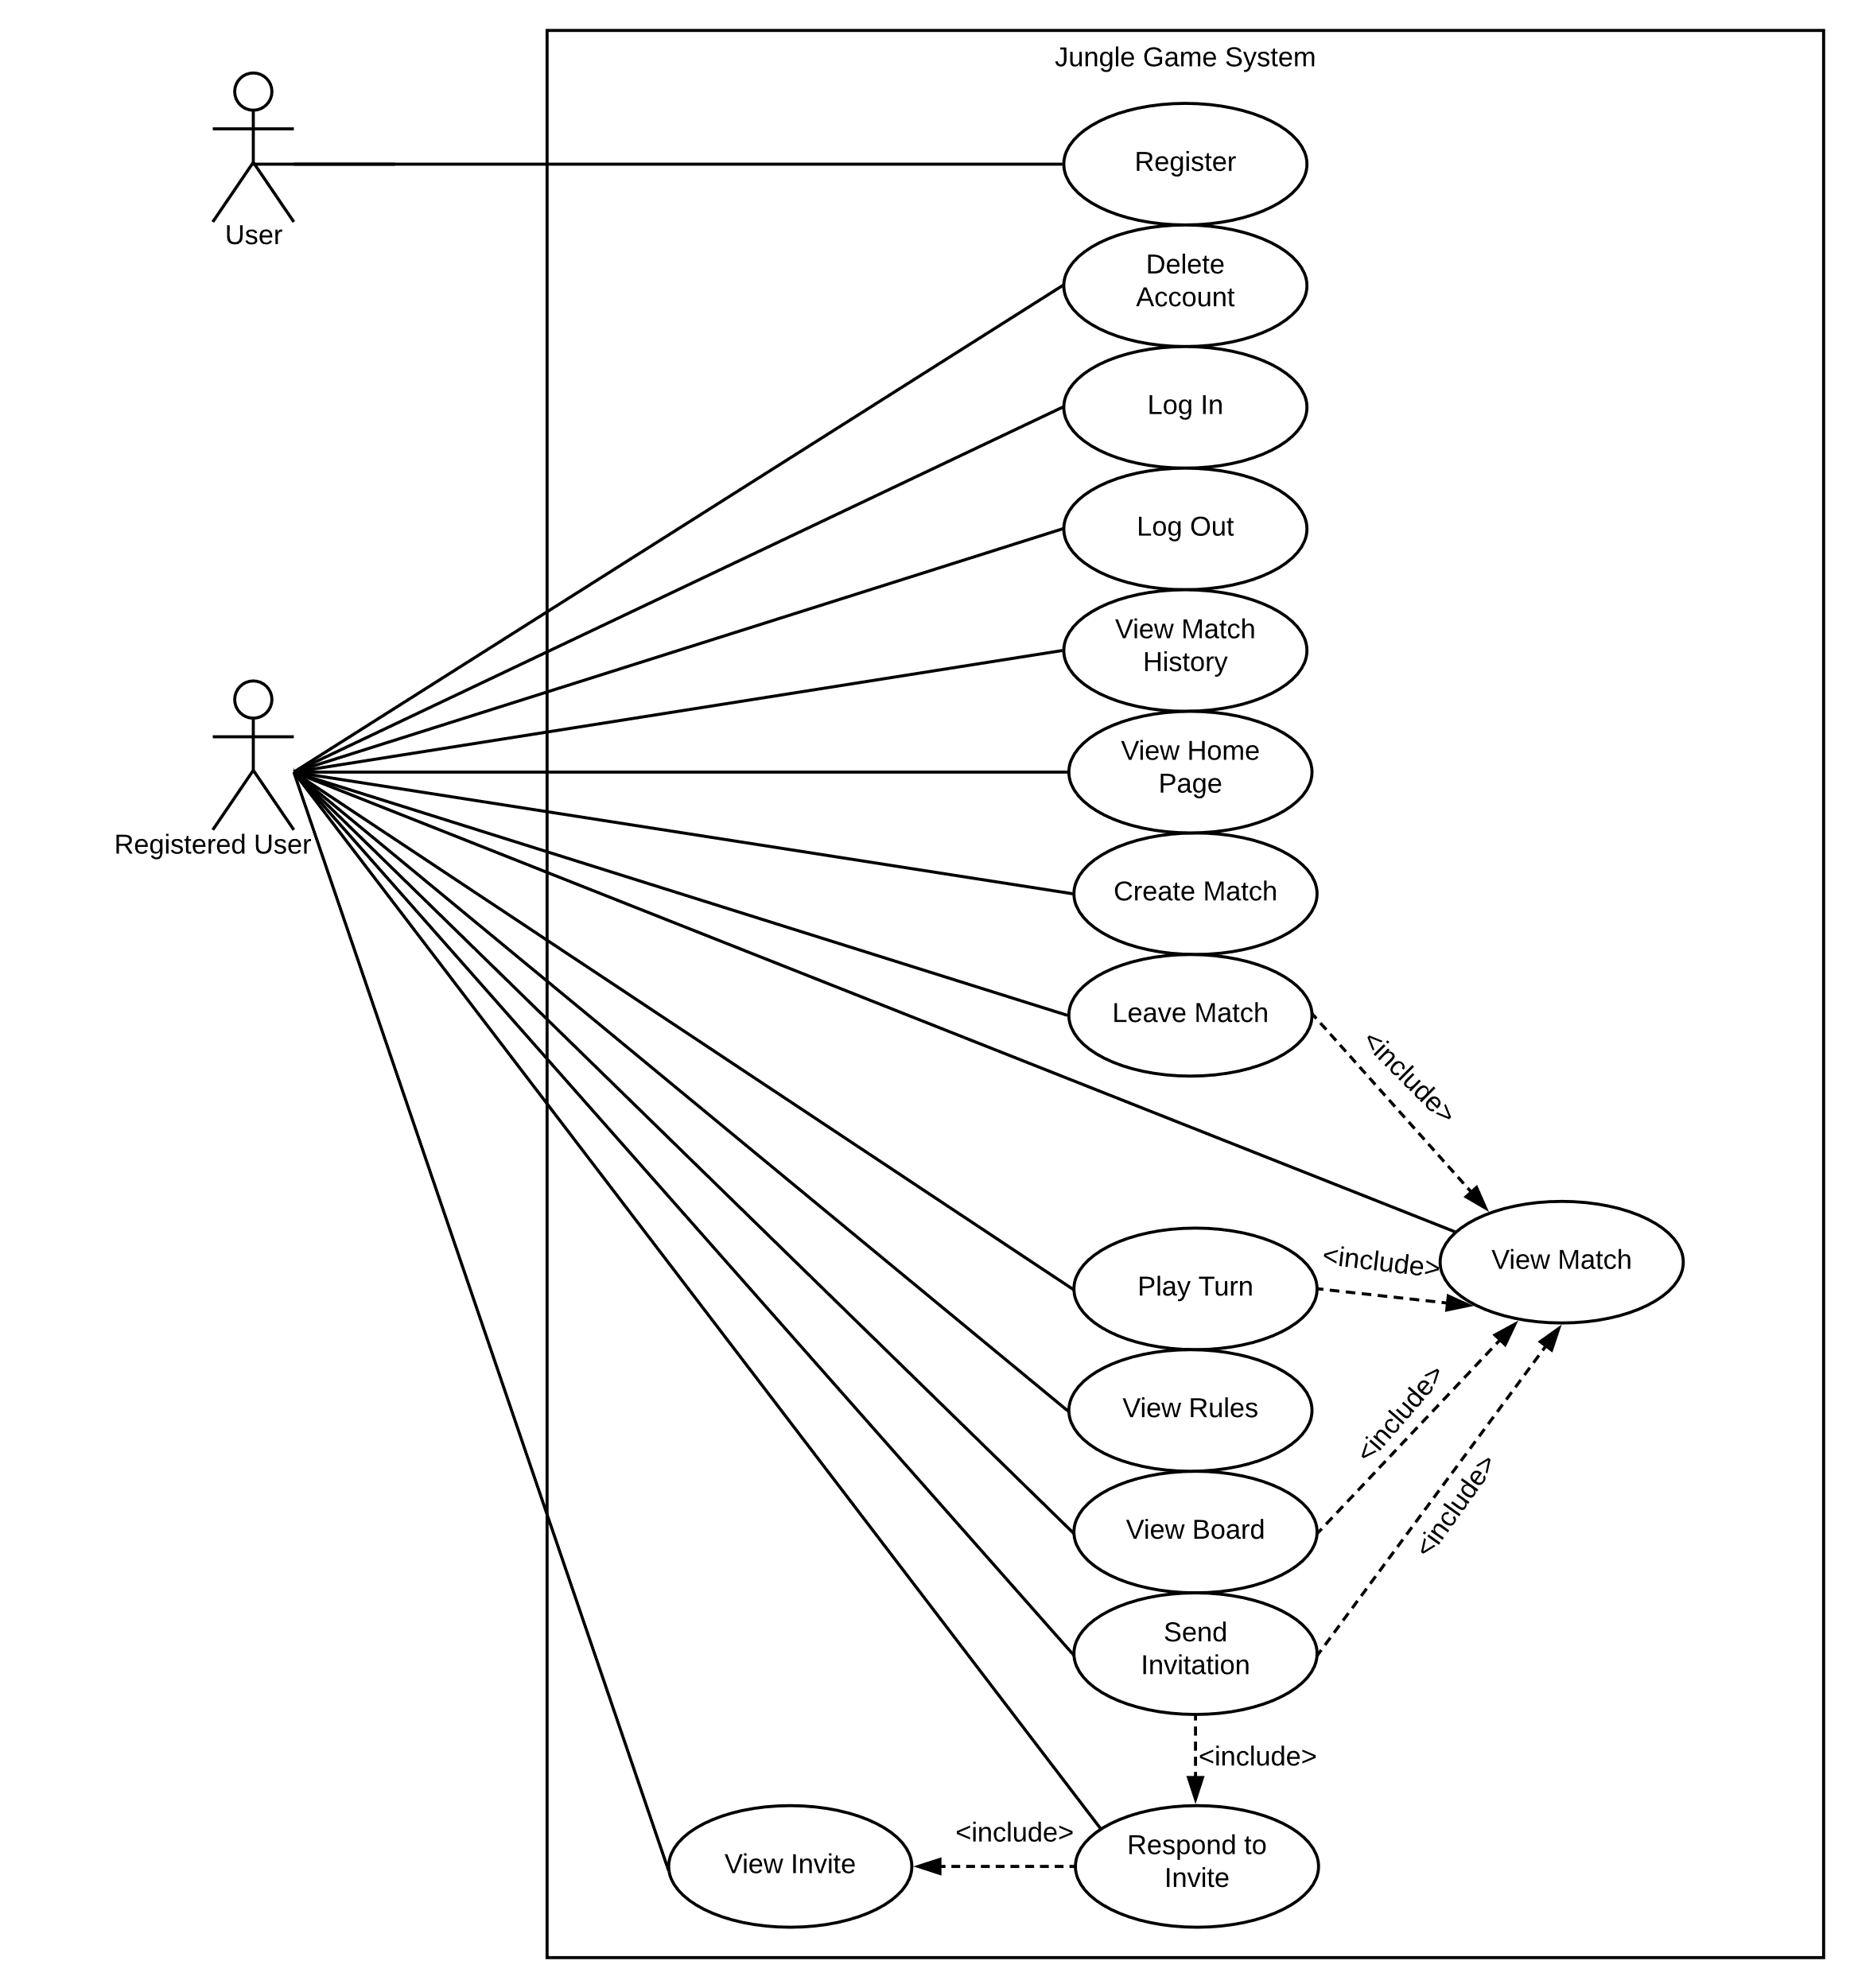 Jungle Game System
User
Register
Delete
Account
Log In
Log Out
View Match
History
View Home
Page
Registered User
Create Match
Leave Match
<include>
View Match
<include>
Play Turn
View Rules
<include>
View Board
<include>
Send
Invitation
<include>
<include>
View Invite
Respond to
Invite